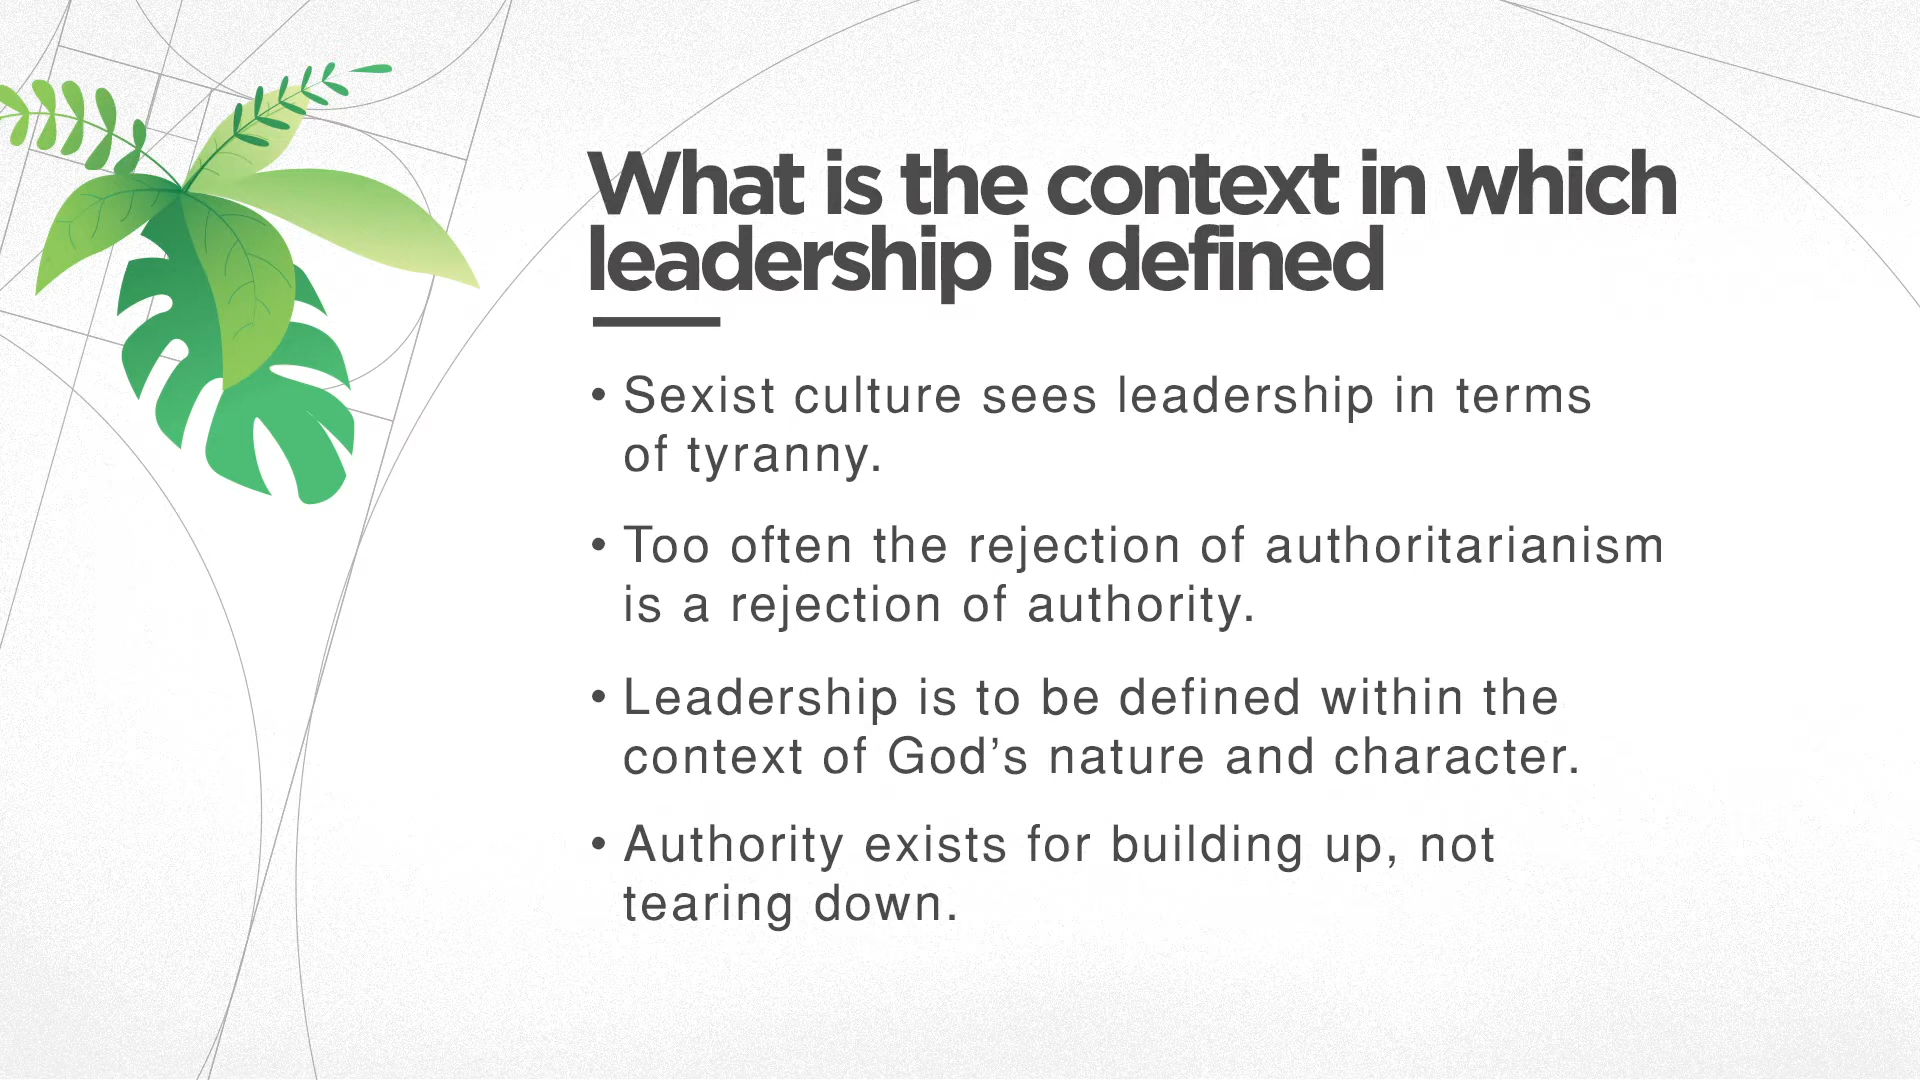 What is the context in which
leadership is defined
• Sexist culture sees leadership in terms
of tyranny.
• Too often the rejection of authoritarianism
is a rejection of authority.
• Leadership is to be defined within the
context of God’s nature and character.
• Authority exists for building up, not
tearing down.